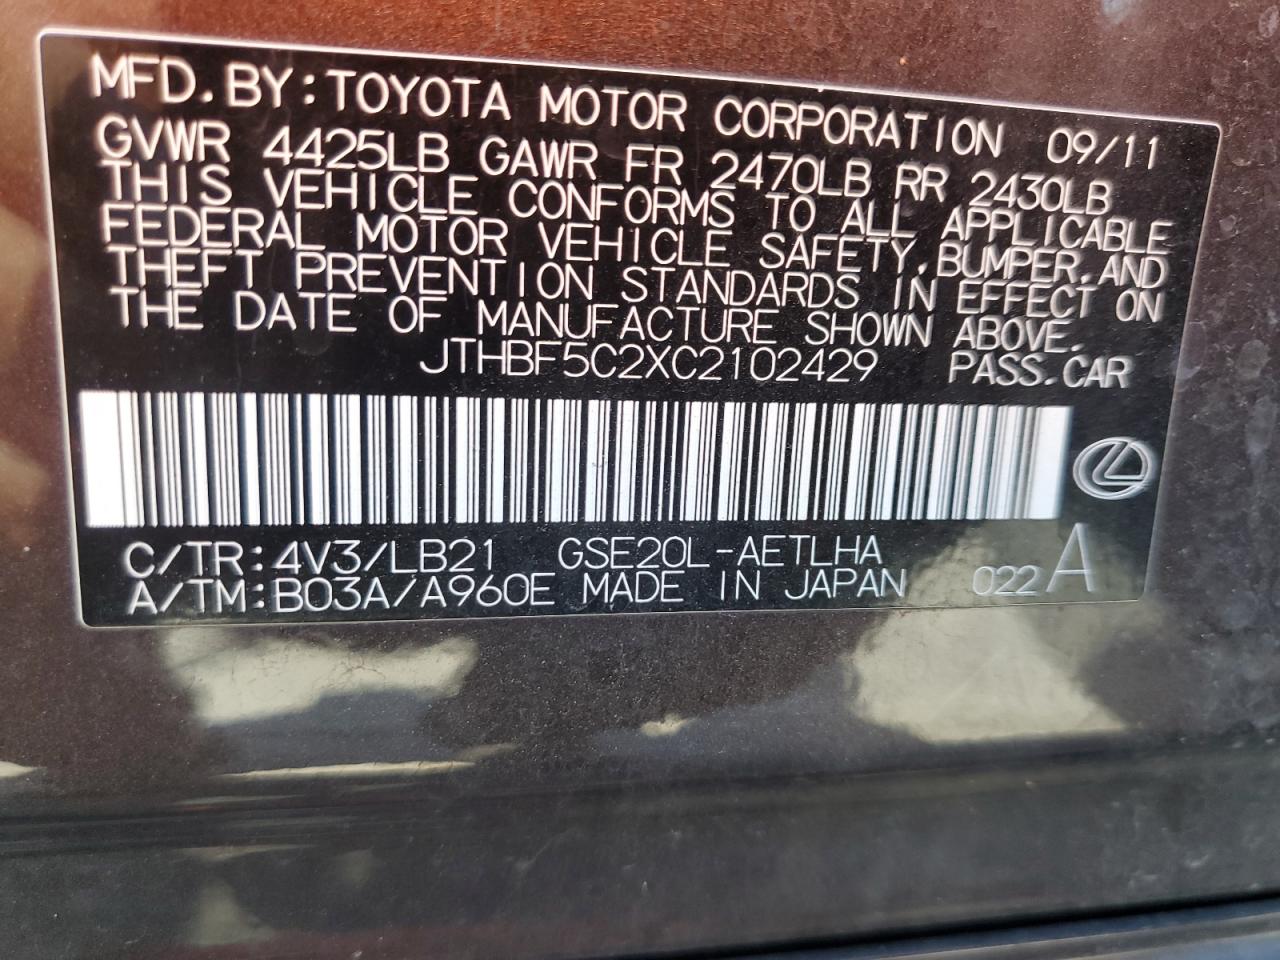 MFD. BY: TOYOTA MOTOR CORPORATION 09/11
GVWR 4425LB GAWR FR 2470LB RR 2430LB
THIS VEHICLE CONFORMS TO ALL APPLICABLE
FEDERAL MOTOR VEHICLE SAFETY, BUMPER, AND
THEFT PREVENTION STANDARDS IN EFFECT ON
THE DATE OF MANUFACTURE SHOWN ABOVE.
JTHBF5C2XC2102429 PASS. CAR
C/TR: 4V3/LB21 GSE20L-AETLHA
A/TM: B03A/A960E MADE IN JAPAN 022 A